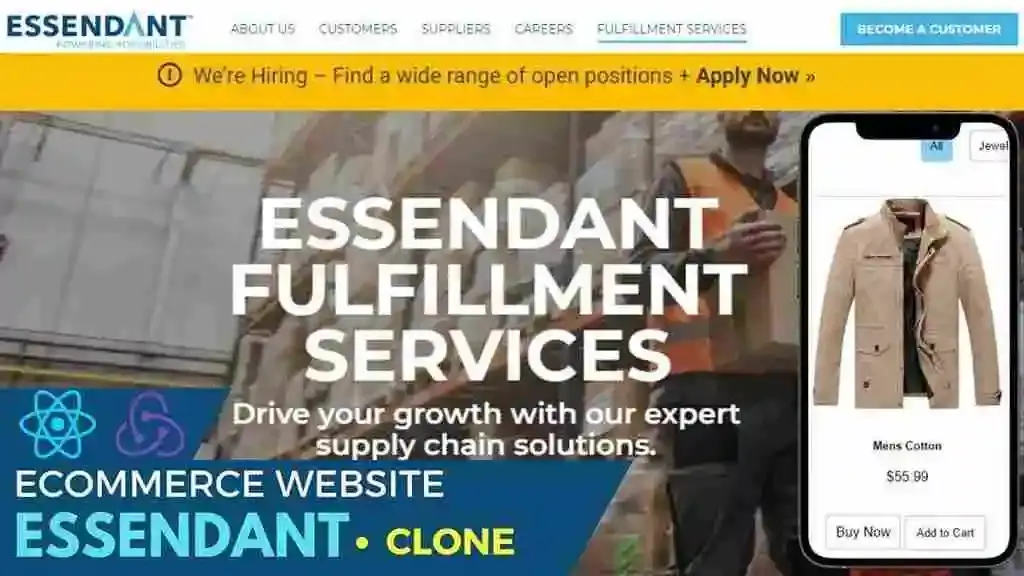 ESSENDANT
ABOUT US CUSTOMERS SUPPLIERS CAREERS FULFILLMENT SERVICES BECOME A CUSTOMER
We're Hiring – Find a wide range of open positions + Apply Now »
All Jewel
ESSENDANT
FULFILLMENT
SERVICES
Drive your growth with our expert
supply chain solutions.
Mens Cotton
$55.99
Buy Now Add to Cart
ECOMMERCE WEBSITE
ESSENDANT • CLONE